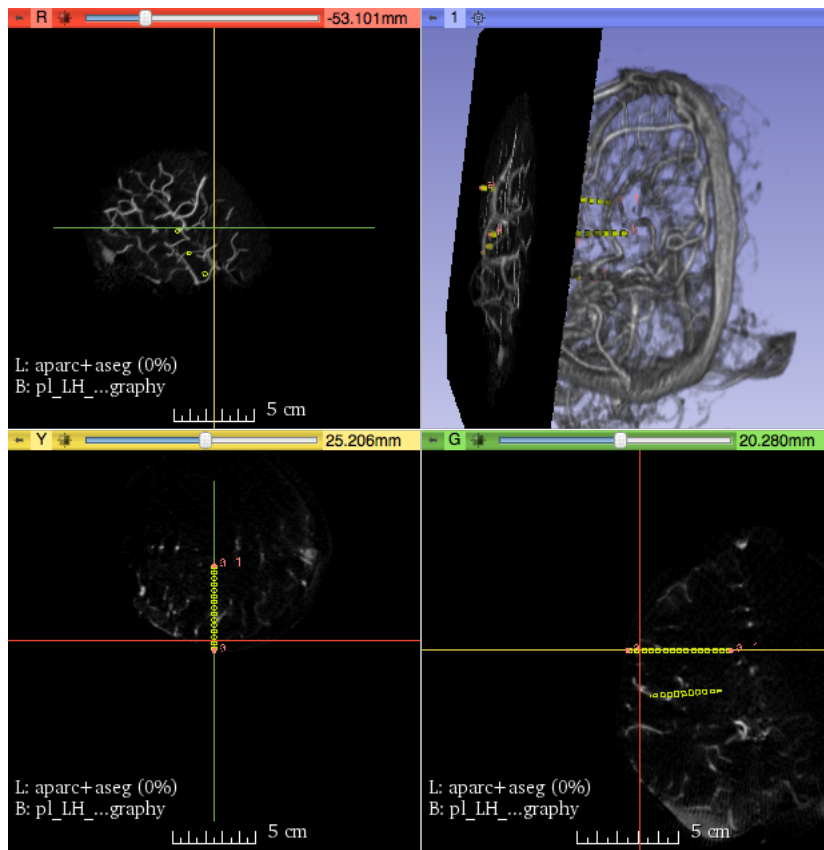 R -53.101mm
1
L: aparc+aseg (0%)
B: pl_LH_...graphy
5 cm
Y 25.206mm
G 20.280mm
a 1
L: aparc+aseg (0%)
B: pl_LH_...graphy
5 cm
L: aparc+aseg (0%)
B: pl_LH_...graphy
5 cm